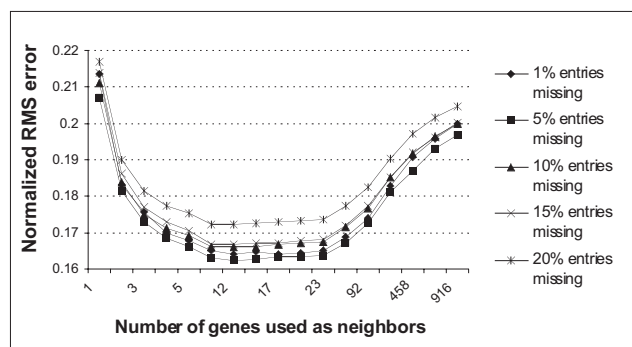 0.22
0.21
0.2
0.19
0.18
0.17
0.16
Normalized RMS error
1
3
5
12
17
23
92
458
916
Number of genes used as neighbors
1% entries
missing
5% entries
missing
10% entries
missing
15% entries
missing
20% entries
missing